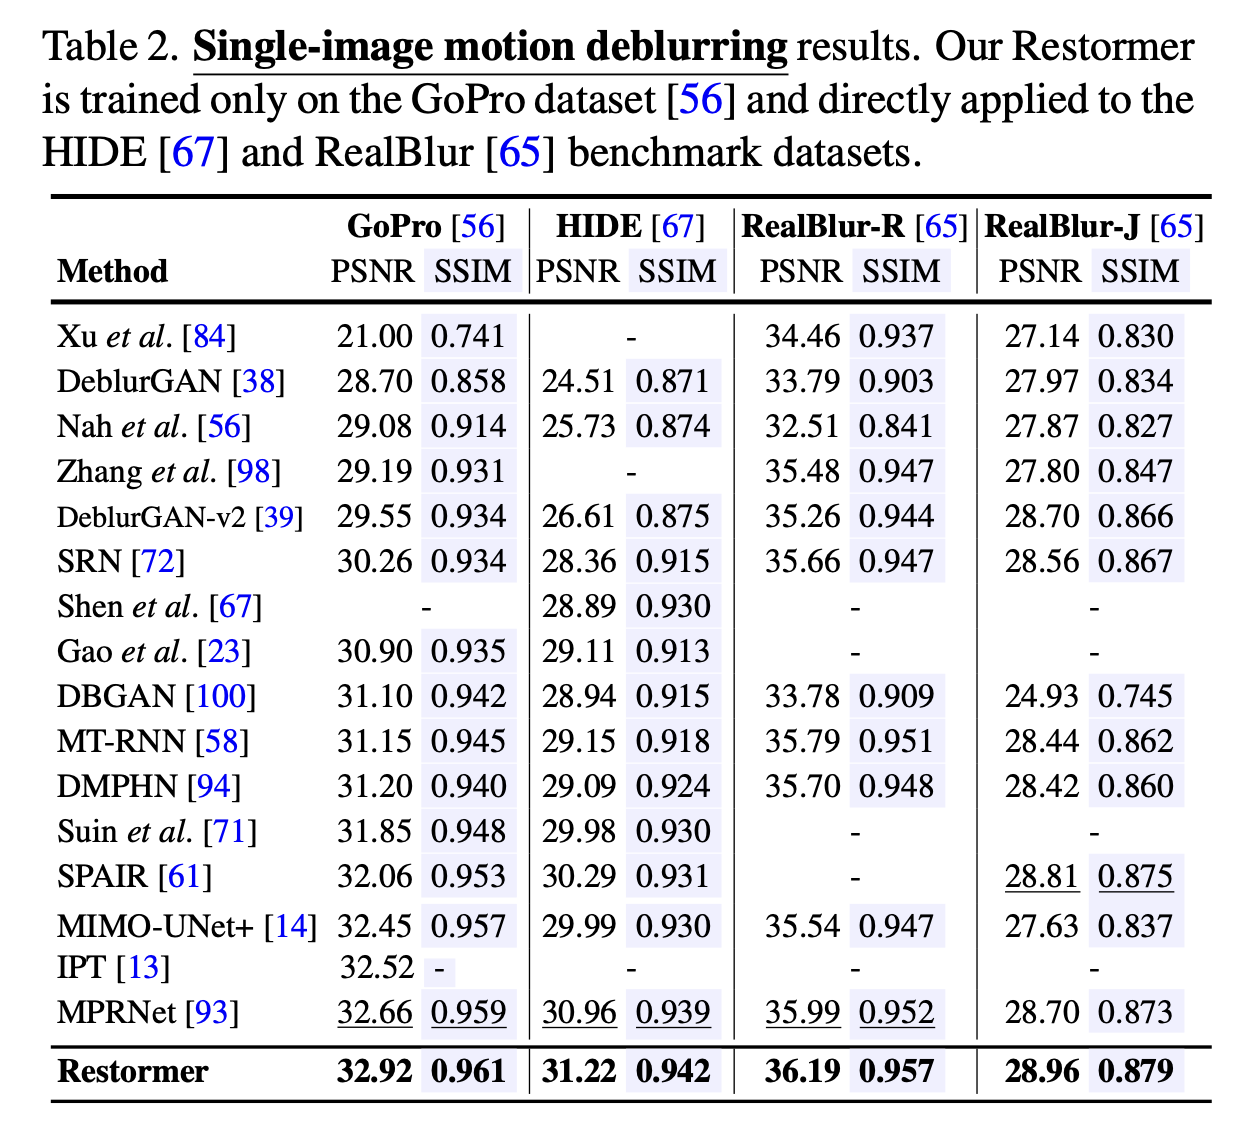 Table 2. Single-image motion deblurring results. Our Restormer
is trained only on the GoPro dataset [56] and directly applied to the
HIDE [67] and RealBlur [65] benchmark datasets.
GoPro [56] HIDE [67] RealBlur-R [65] RealBlur-J [65]
Method PSNR SSIM PSNR SSIM PSNR SSIM PSNR SSIM
Xu et al. [84] 21.00 0.741 - 34.46 0.937 27.14 0.830
DeblurGAN [38] 28.70 0.858 24.51 0.871 33.79 0.903 27.97 0.834
Nah et al. [56] 29.08 0.914 25.73 0.874 32.51 0.841 27.87 0.827
Zhang et al. [98] 29.19 0.931 - 35.48 0.947 27.80 0.847
DeblurGAN-v2 [39] 29.55 0.934 26.61 0.875 35.26 0.944 28.70 0.866
SRN [72] 30.26 0.934 28.36 0.915 35.66 0.947 28.56 0.867
Shen et al. [67] - 28.89 0.930 - -
Gao et al. [23] 30.90 0.935 29.11 0.913 - -
DBGAN [100] 31.10 0.942 28.94 0.915 33.78 0.909 24.93 0.745
MT-RNN [58] 31.15 0.945 29.15 0.918 35.79 0.951 28.44 0.862
DMPHN [94] 31.20 0.940 29.09 0.924 35.70 0.948 28.42 0.860
Suin et al. [71] 31.85 0.948 29.98 0.930 - -
SPAIR [61] 32.06 0.953 30.29 0.931 - 28.81 0.875
MIMO-UNet+ [14] 32.45 0.957 29.99 0.930 35.54 0.947 27.63 0.837
IPT [13] 32.52 - - - -
MPRNet [93] 32.66 0.959 30.96 0.939 35.99 0.952 28.70 0.873
Restormer 32.92 0.961 31.22 0.942 36.19 0.957 28.96 0.879